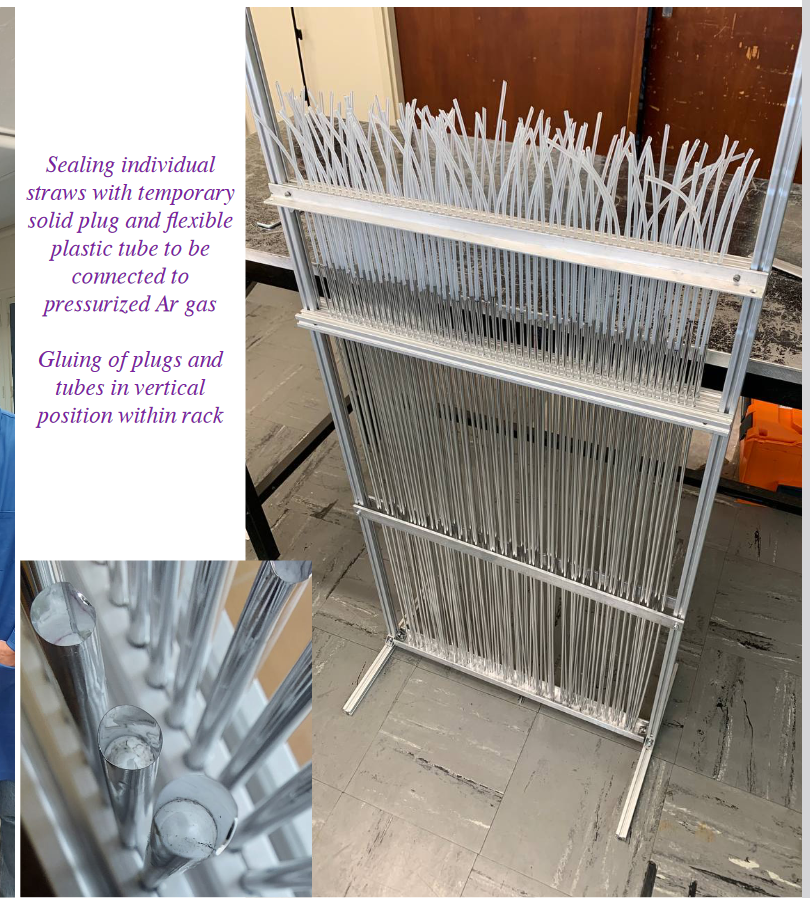 Sealing individual
straws with temporary
solid plug and flexible
plastic tube to be
connected to
pressurized Ar gas
Gluing of plugs and
tubes in vertical
position within rack